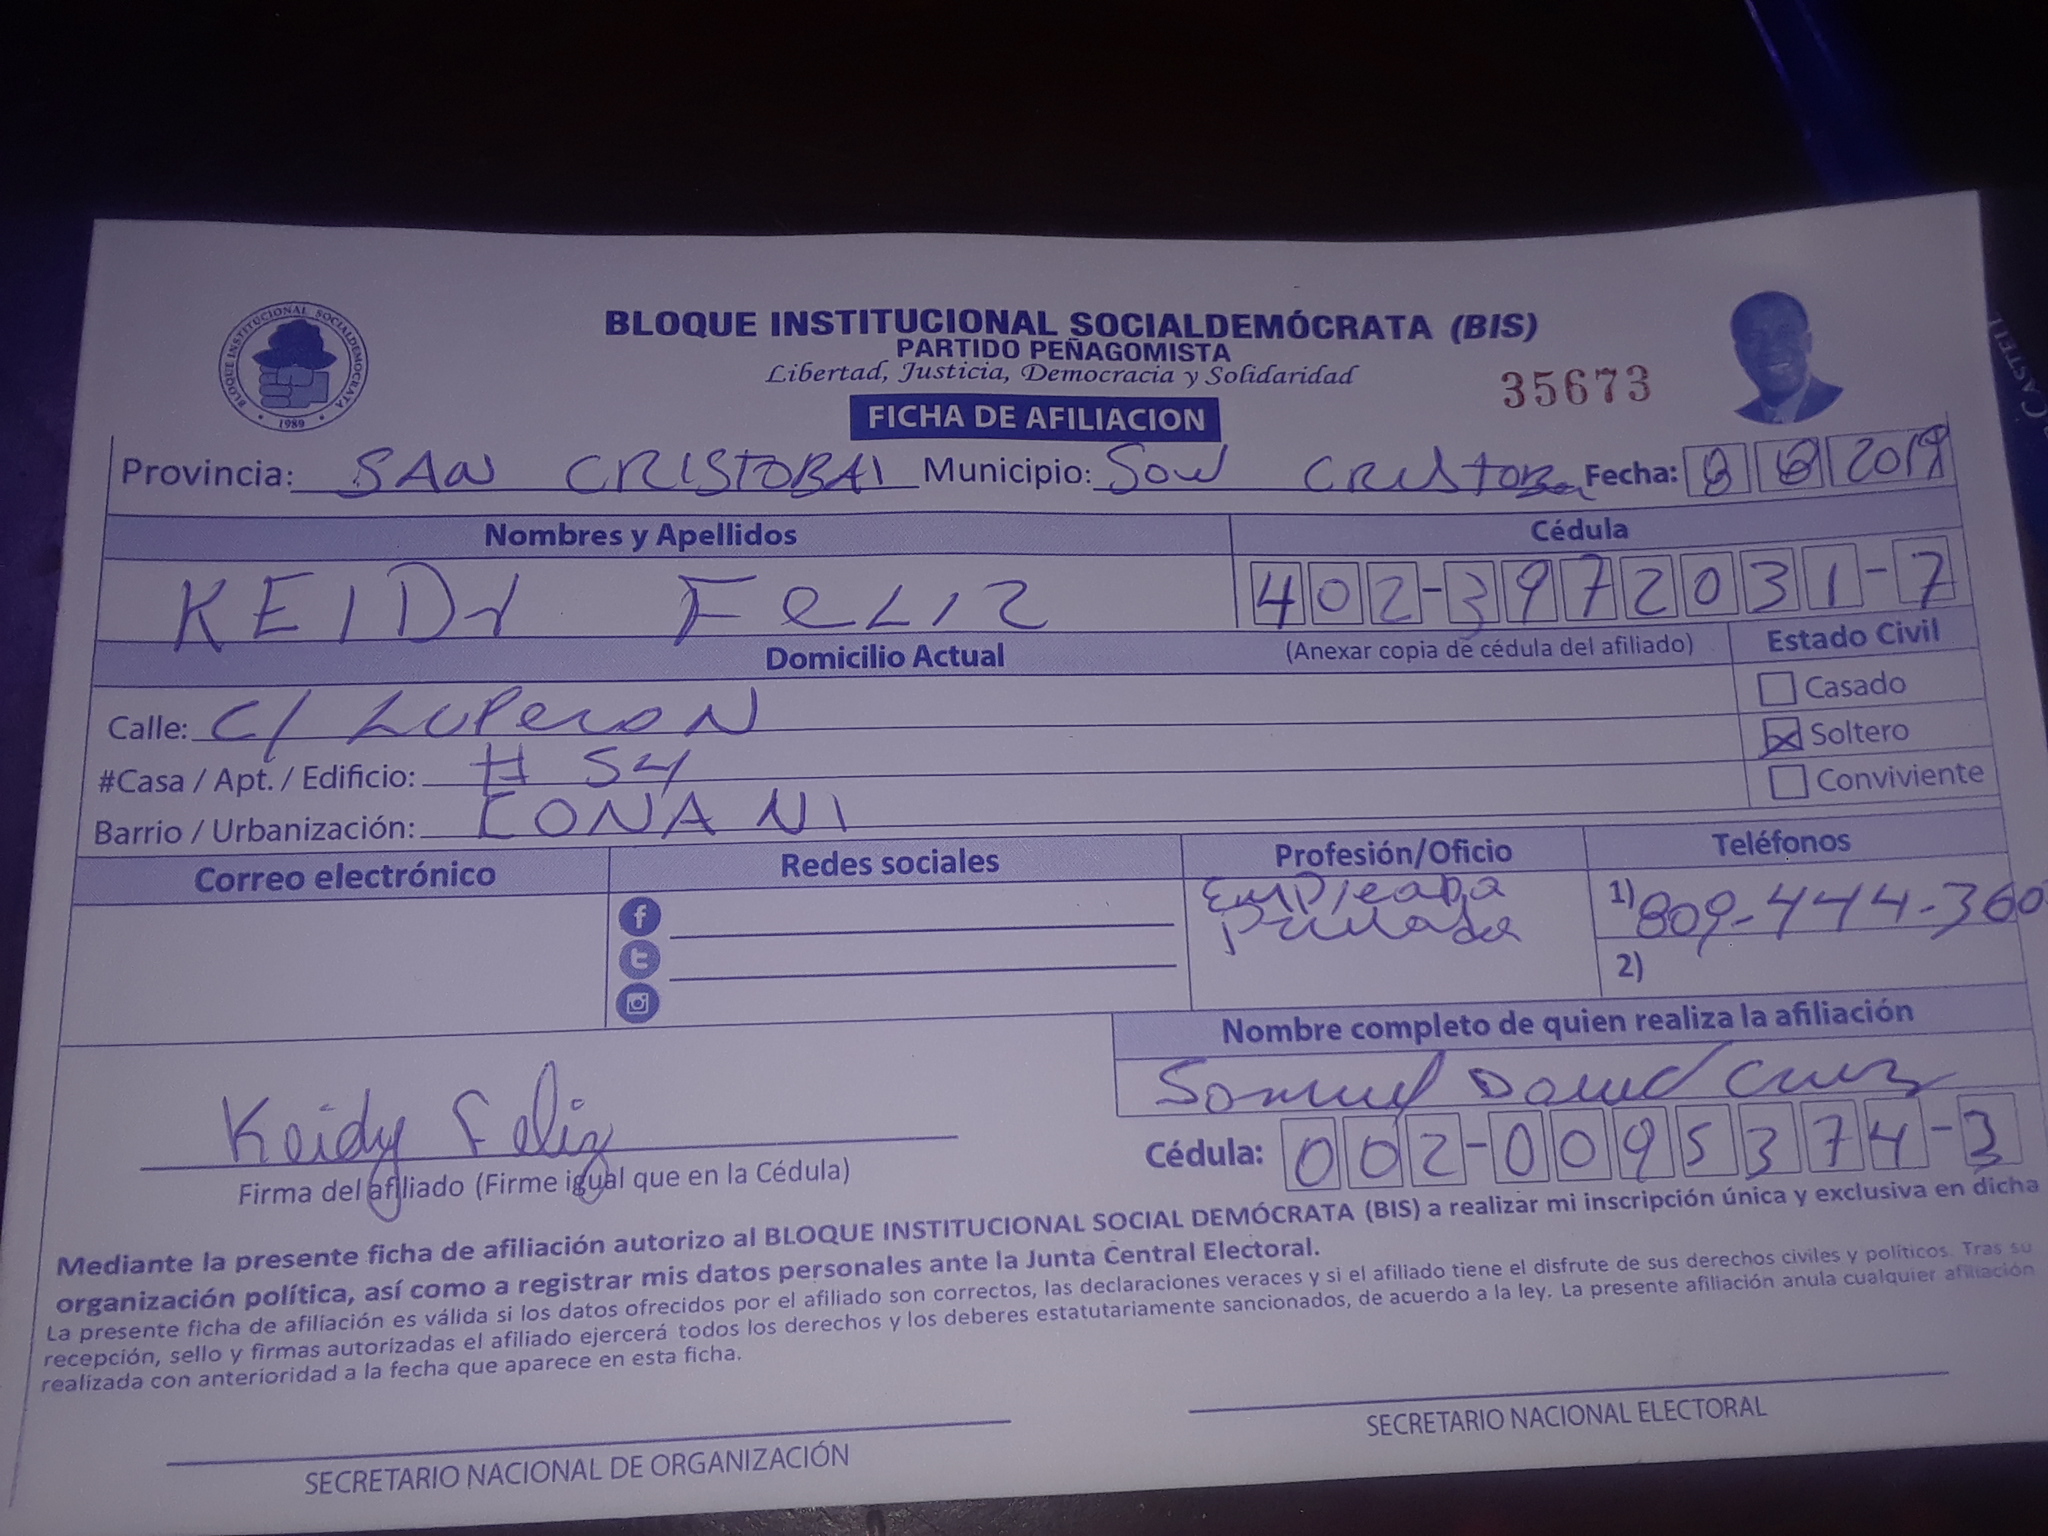 BLOQUE INSTITUCIONAL SOCIALDEMOCRATA
1989
BLOQUE INSTITUCIONAL SOCIALDEMÓCRATA (BIS)
PARTIDO PEÑAGOMISTA
Libertad, Justicia, Democracia y Solidaridad
35673
FICHA DE AFILIACION
Provincia: SAN CRISTOBAl Municipio: San Cristobal Fecha: 8 8 2019
Nombres y Apellidos Cédula
KEIDY FELIZ 402-3972031-7
Domicilio Actual (Anexar copia de cédula del afiliado) Estado Civil
Calle: C/ LUPeroN Casado
#Casa / Apt. / Edificio: # 54 Soltero
Barrio / Urbanización: CONANI Conviviente
Correo electrónico Redes sociales Profesión/Oficio Teléfonos
Empleada 1) 809-444-360
Privada
2)
Nombre completo de quien realiza la afiliación
Samuel David Cruz
Keidy Feliz Cédula: 002-0095374-3
Firma del afiliado (Firme igual que en la Cédula)
Mediante la presente ficha de afiliación autorizo al BLOQUE INSTITUCIONAL SOCIAL DEMÓCRATA (BIS) a realizar mi inscripción única y exclusiva en dicha
organización política, así como a registrar mis datos personales ante la Junta Central Electoral.
La presente ficha de afiliación es válida si los datos ofrecidos por el afiliado son correctos, las declaraciones veraces y si el afiliado tiene el disfrute de sus derechos civiles y políticos. Tras su
recepción, sello y firmas autorizadas el afiliado ejercerá todos los derechos y los deberes estatutariamente sancionados, de acuerdo a la ley. La presente afiliación anula cualquier afiliación
realizada con anterioridad a la fecha que aparece en esta ficha.
SECRETARIO NACIONAL DE ORGANIZACIÓN SECRETARIO NACIONAL ELECTORAL